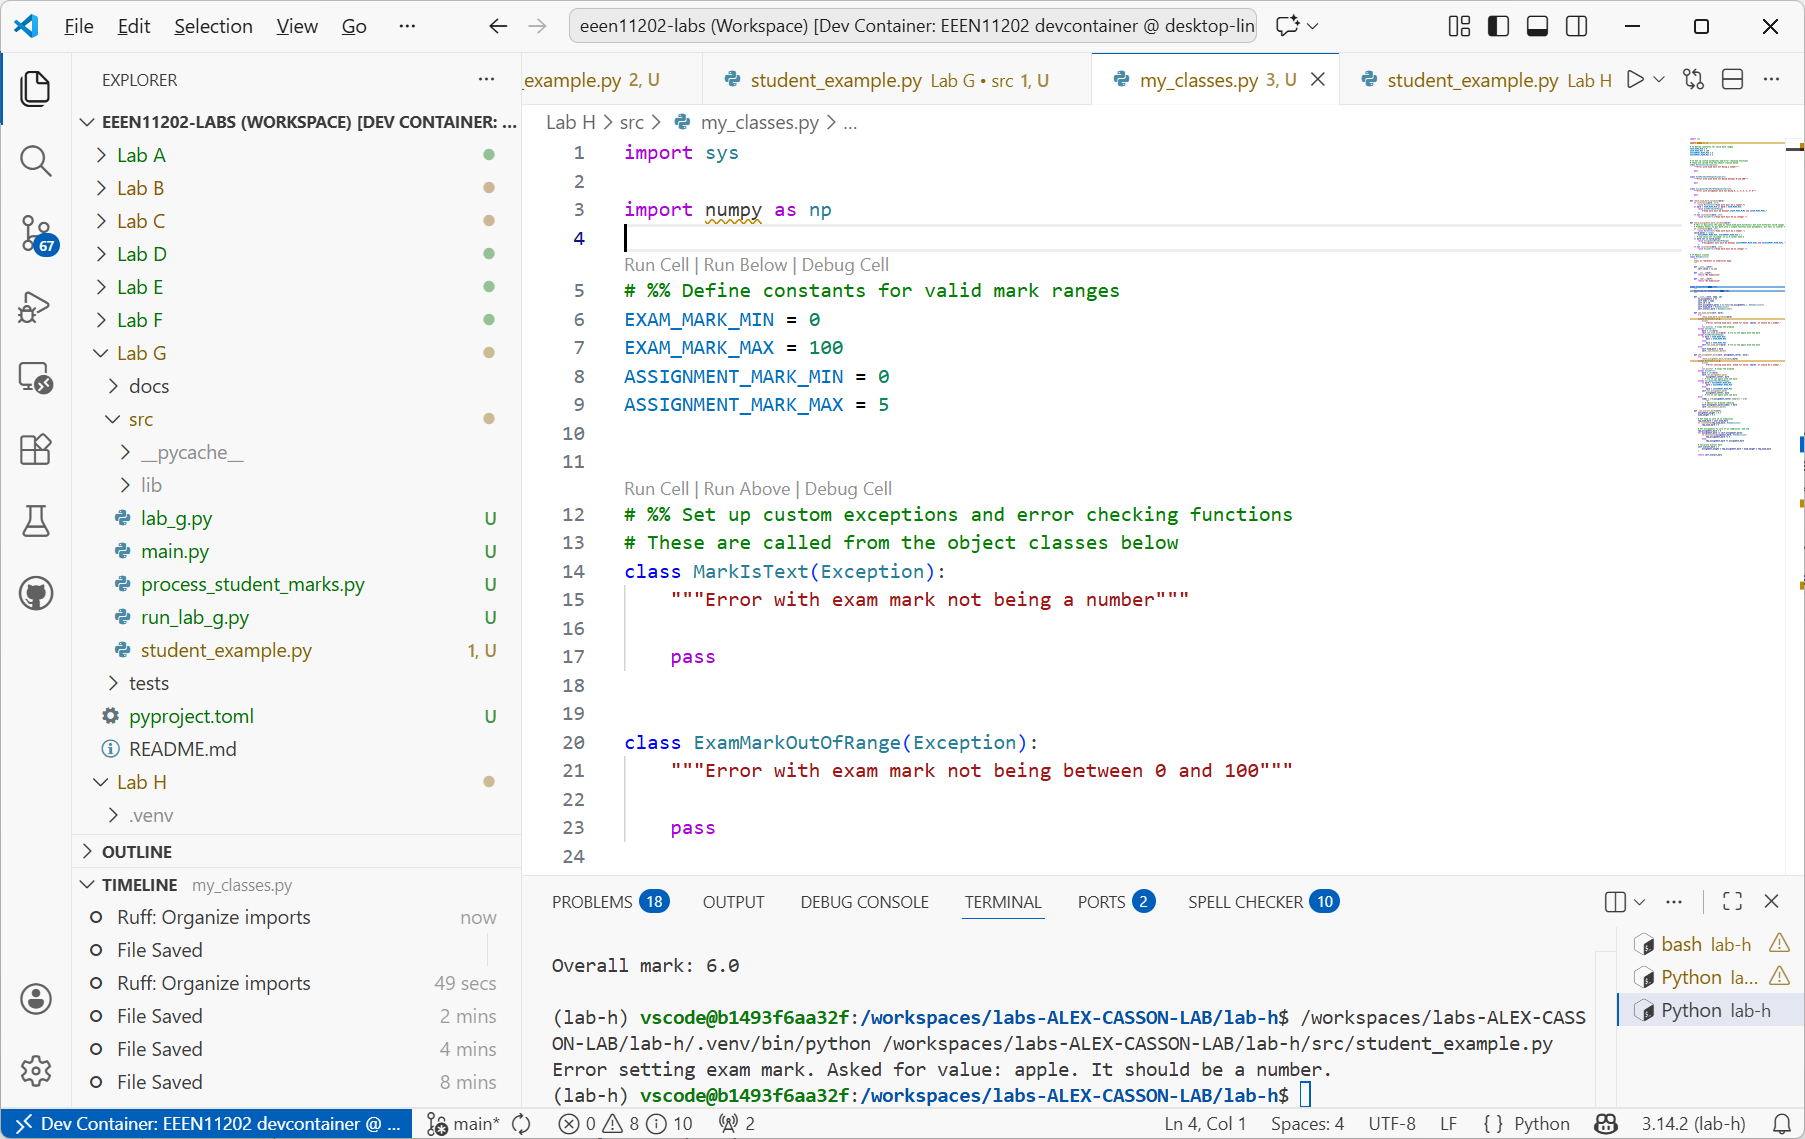 File Edit Selection View Go ··· eeen11202-labs (Workspace) [Dev Container: EEEN11202 devcontainer @ desktop-lin
EXPLORER ···
EEEN11202-LABS (WORKSPACE) [DEV CONTAINER: ...
Lab A
Lab B
Lab C
67
Lab D
Lab E
Lab F
Lab G
docs
src
__pycache__
lib
lab_g.py U
main.py U
process_student_marks.py U
run_lab_g.py U
student_example.py 1, U
tests
pyproject.toml U
README.md
Lab H
.venv
OUTLINE
TIMELINE my_classes.py
Ruff: Organize imports now
File Saved
Ruff: Organize imports 49 secs
File Saved 2 mins
File Saved 4 mins
File Saved 8 mins
_example.py 2, U student_example.py Lab G • src 1, U my_classes.py 3, U student_example.py Lab H
Lab H > src > my_classes.py > ...
1 import sys
2
3 import numpy as np
4
Run Cell | Run Below | Debug Cell
5 # %% Define constants for valid mark ranges
6 EXAM_MARK_MIN = 0
7 EXAM_MARK_MAX = 100
8 ASSIGNMENT_MARK_MIN = 0
9 ASSIGNMENT_MARK_MAX = 5
10
11
Run Cell | Run Above | Debug Cell
12 # %% Set up custom exceptions and error checking functions
13 # These are called from the object classes below
14 class MarkIsText(Exception):
15 """Error with exam mark not being a number"""
16
17 pass
18
19
20 class ExamMarkOutOfRange(Exception):
21 """Error with exam mark not being between 0 and 100"""
22
23 pass
24
PROBLEMS 18 OUTPUT DEBUG CONSOLE TERMINAL PORTS 2 SPELL CHECKER 10
Overall mark: 6.0
(lab-h) vscode@b1493f6aa32f:/workspaces/labs-ALEX-CASSON-LAB/lab-h$ /workspaces/labs-ALEX-CASS
ON-LAB/lab-h/.venv/bin/python /workspaces/labs-ALEX-CASSON-LAB/lab-h/src/student_example.py
Error setting exam mark. Asked for value: apple. It should be a number.
(lab-h) vscode@b1493f6aa32f:/workspaces/labs-ALEX-CASSON-LAB/lab-h$
bash lab-h
Python la...
Python lab-h
Dev Container: EEEN11202 devcontainer @ ... main* 0 8 10 2 Ln 4, Col 1 Spaces: 4 UTF-8 LF { } Python 3.14.2 (lab-h)